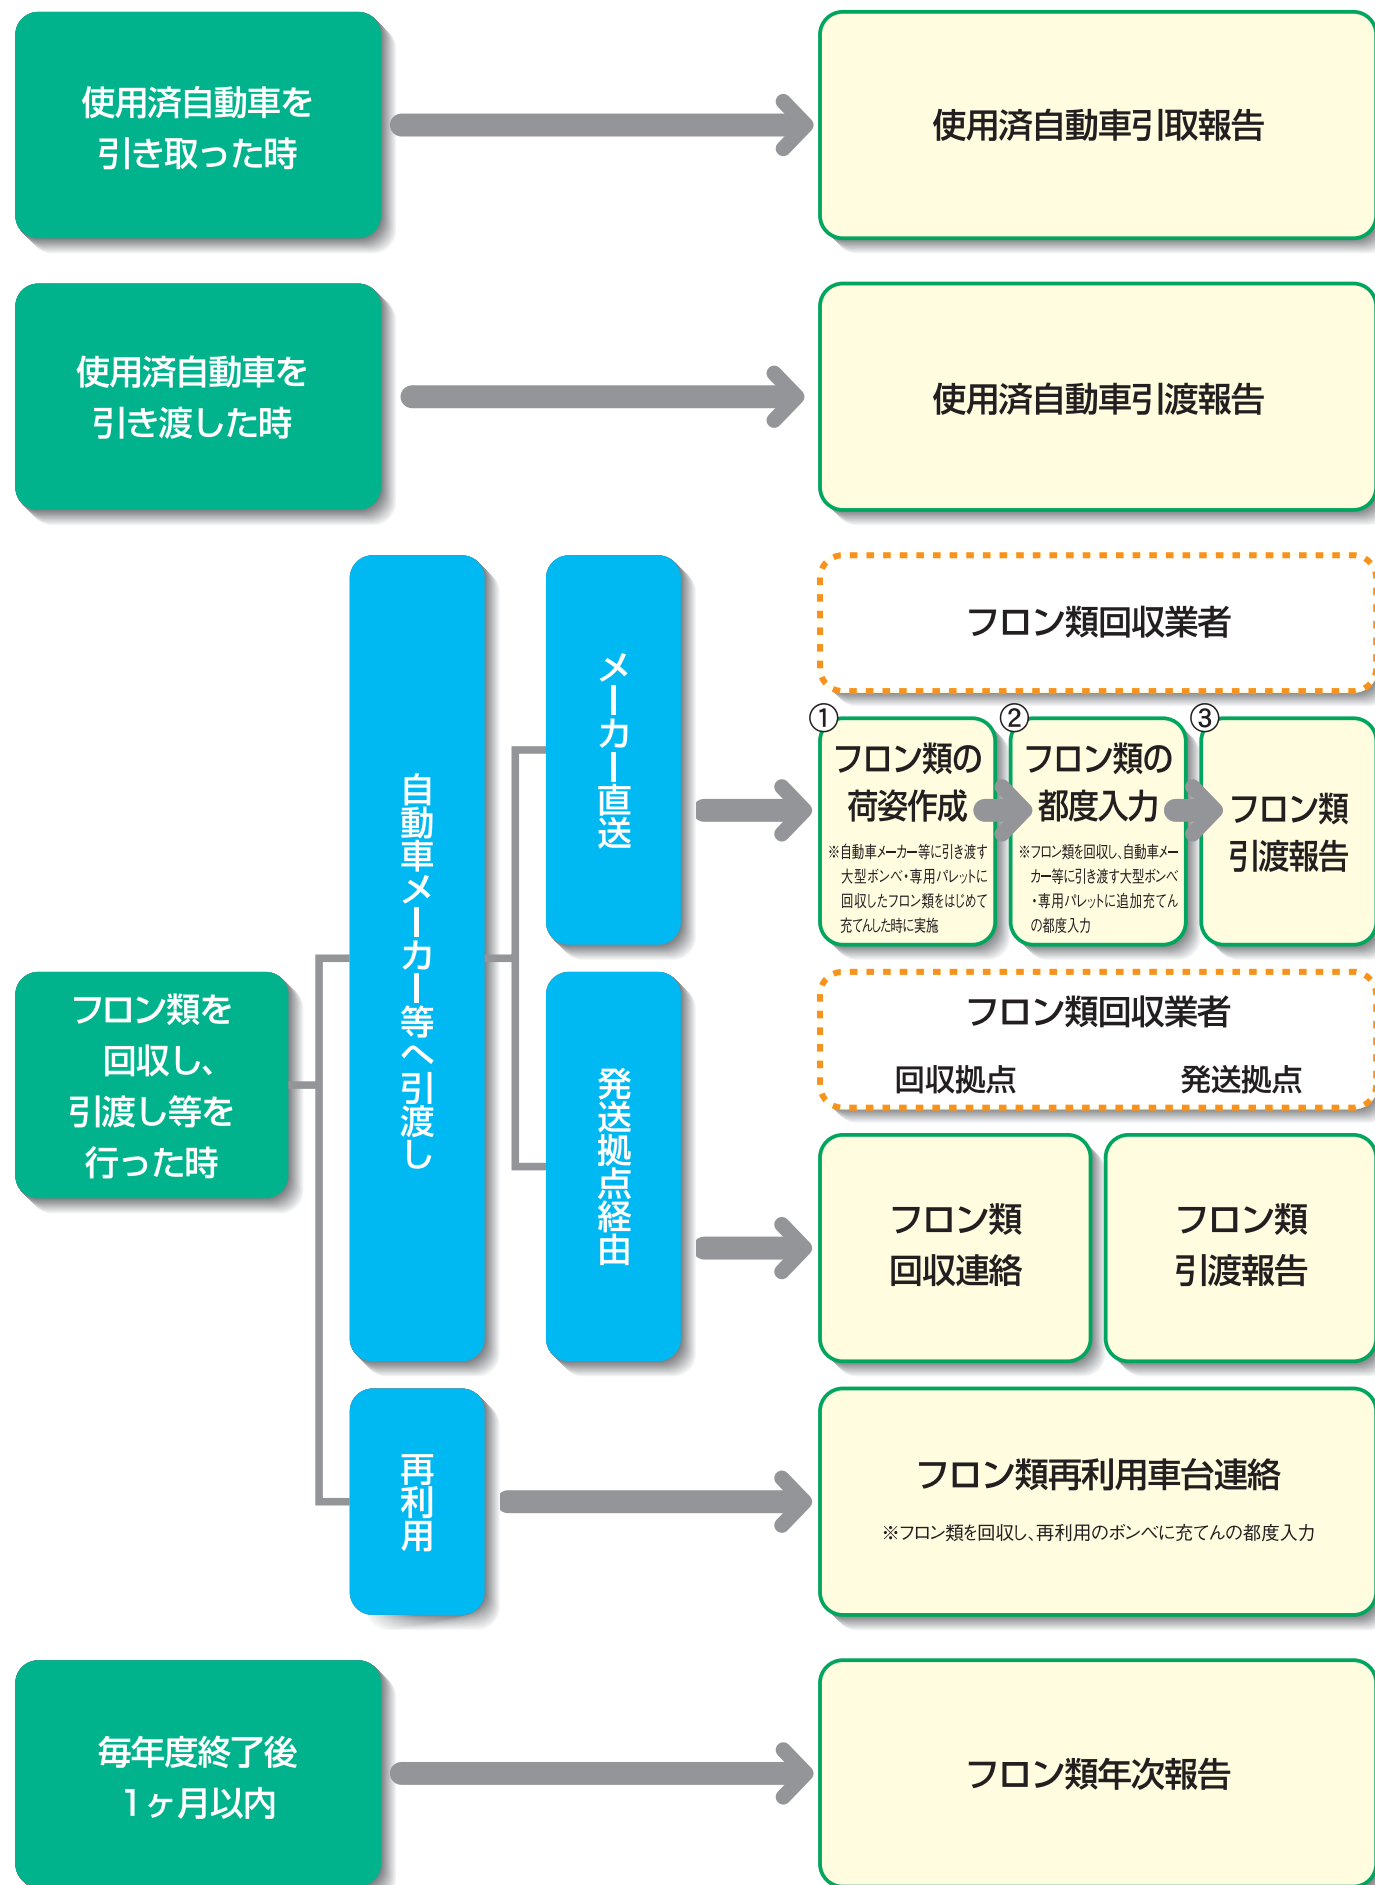 使用済自動車を
引き取った時
使用済自動車引取報告
使用済自動車を
引き渡した時
使用済自動車引渡報告
フロン類を
回収し、
引渡し等を
行った時
自動車メーカー等へ引渡し
メーカー直送
フロン類回収業者
①
フロン類の
荷姿作成
※自動車メーカー等に引き渡す
大型ボンベ・専用パレットに
回収したフロン類をはじめて
充てんした時に実施
②
フロン類の
都度入力
※フロン類を回収し、自動車メー
カー等に引き渡す大型ボンベ
・専用パレットに追加充てん
の都度入力
③
フロン類
引渡報告
発送拠点経由
フロン類回収業者
回収拠点
発送拠点
フロン類
回収連絡
フロン類
引渡報告
再利用
フロン類再利用車台連絡
※フロン類を回収し、再利用のボンベに充てんの都度入力
毎年度終了後
1ヶ月以内
フロン類年次報告